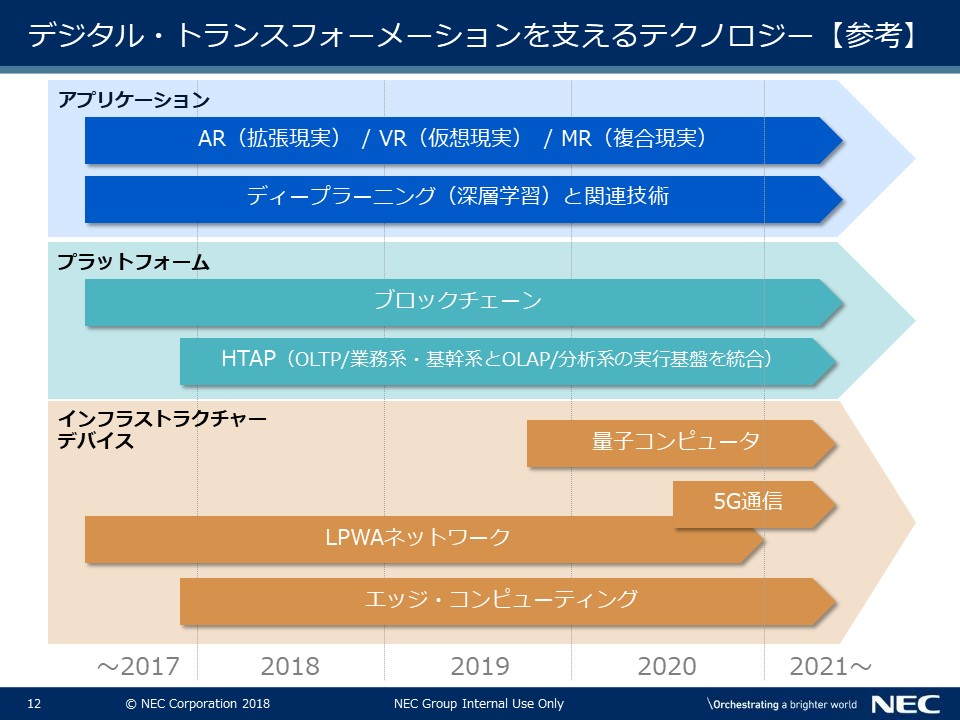 デジタル・トランスフォーメーションを支えるテクノロジー【参考】
アプリケーション
AR（拡張現実） / VR（仮想現実） / MR（複合現実）
ディープラーニング（深層学習）と関連技術
プラットフォーム
ブロックチェーン
HTAP（OLTP/業務系・基幹系とOLAP/分析系の実行基盤を統合）
インフラストラクチャー
デバイス
量子コンピュータ
5G通信
LPWAネットワーク
エッジ・コンピューティング
～2017 2018 2019 2020 2021～
12 © NEC Corporation 2018 NEC Group Internal Use Only \Orchestrating a brighter world NEC